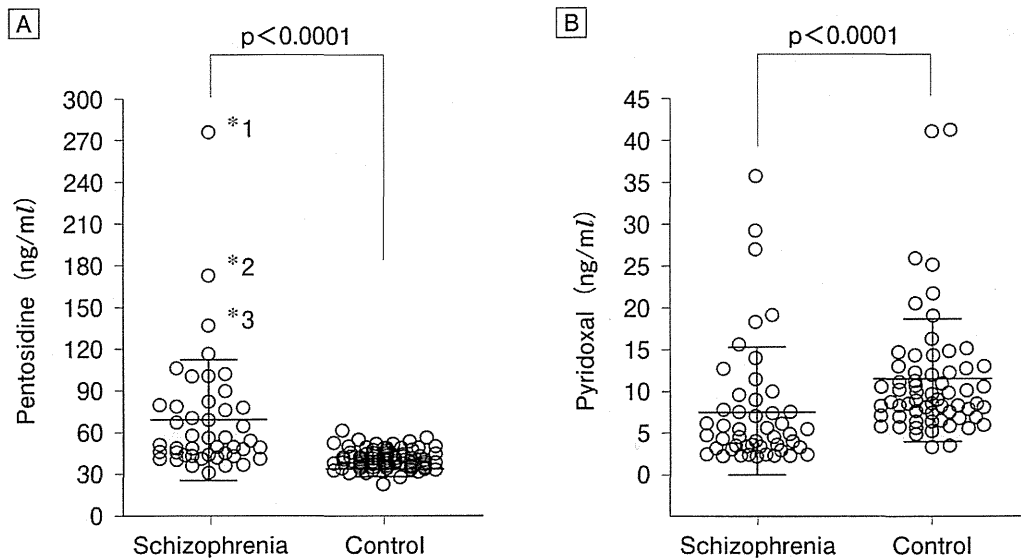 A
p<0.0001
Pentosidine (ng/ml)
300
270
240
210
180
150
120
90
60
30
0
*1
*2
*3
Schizophrenia
Control
B
p<0.0001
Pyridoxal (ng/ml)
45
40
35
30
25
20
15
10
5
0
Schizophrenia
Control